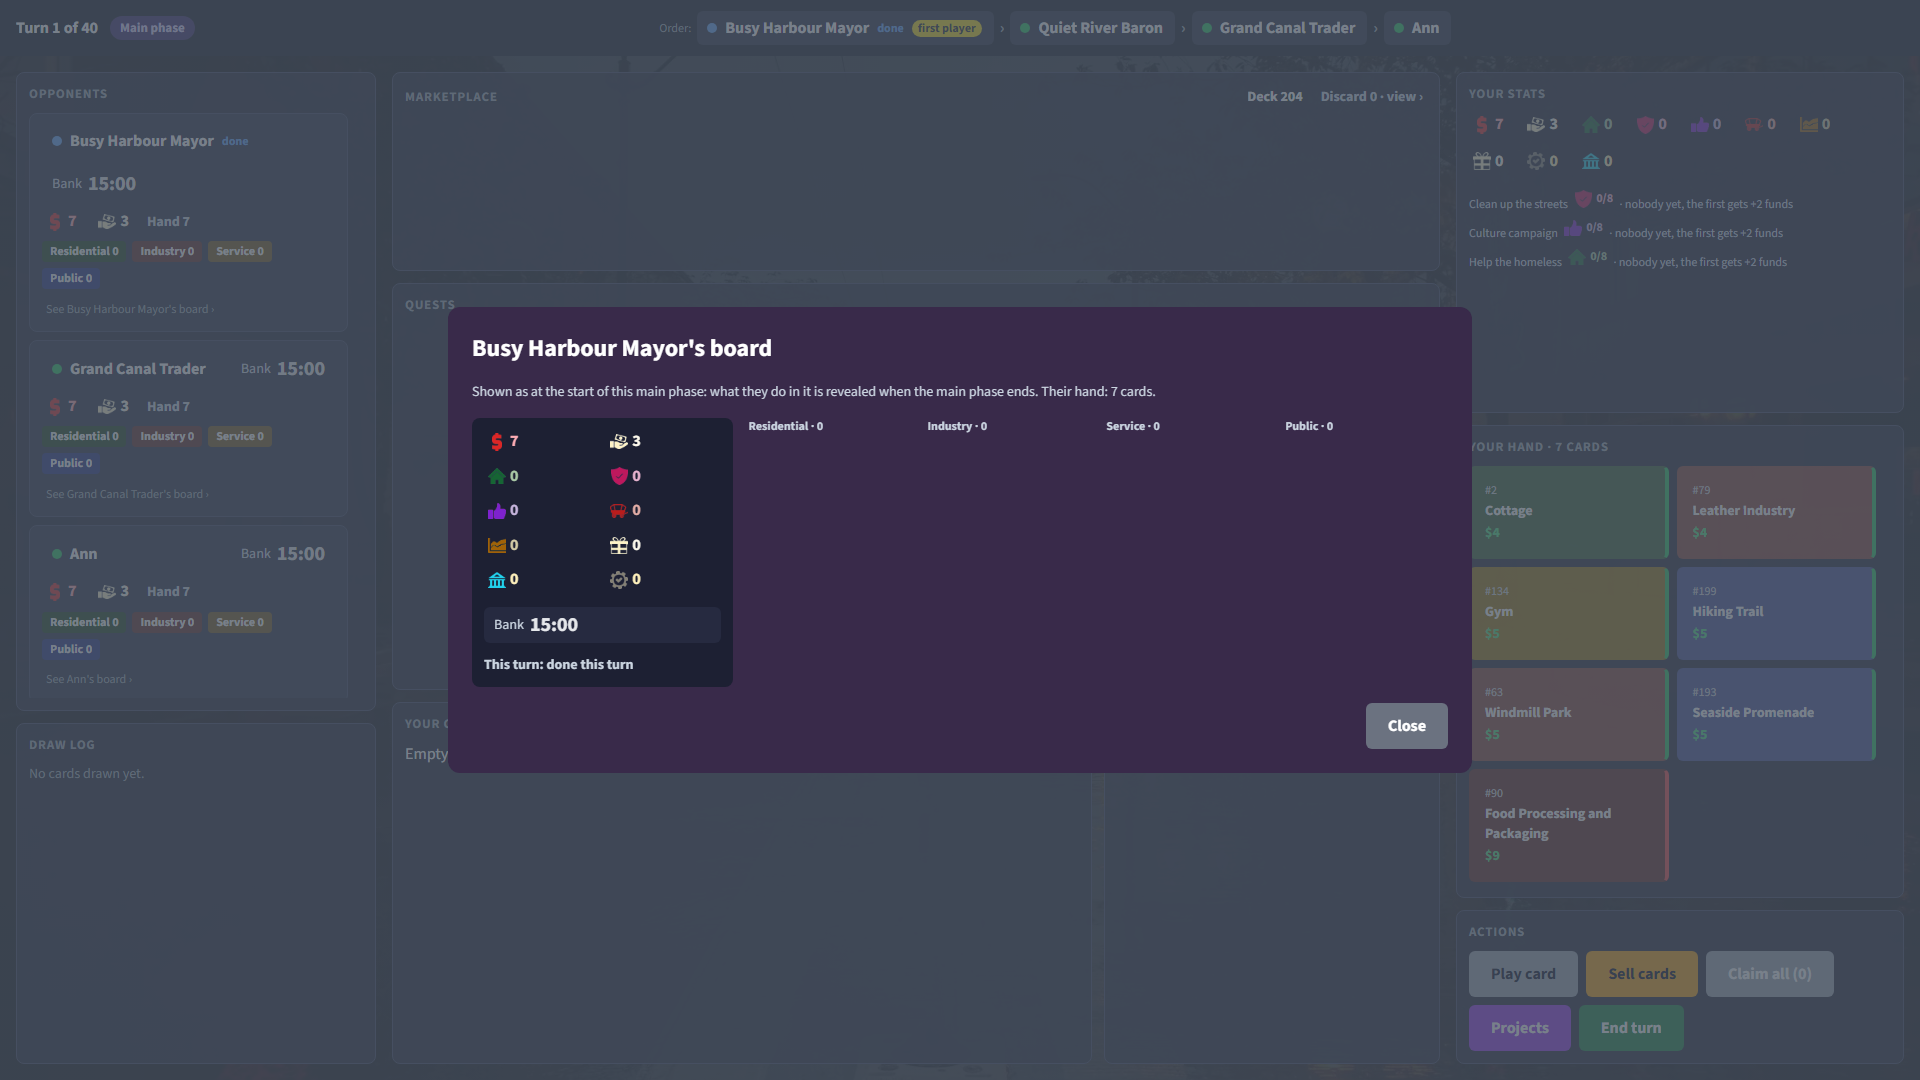 Turn 1 of 40 Main phase
Order: Busy Harbour Mayor done first player › Quiet River Baron › Grand Canal Trader › Ann
OPPONENTS
Busy Harbour Mayor done
Bank 15:00
7 3 Hand 7
Residential 0 Industry 0 Service 0
Public 0
See Busy Harbour Mayor's board ›
Grand Canal Trader Bank 15:00
7 3 Hand 7
Residential 0 Industry 0 Service 0
Public 0
See Grand Canal Trader's board ›
Ann Bank 15:00
7 3 Hand 7
Residential 0 Industry 0 Service 0
Public 0
See Ann's board ›
DRAW LOG
No cards drawn yet.
MARKETPLACE Deck 204 Discard 0 · view ›
QUESTS
YOUR C
Empty
Busy Harbour Mayor's board
Shown as at the start of this main phase: what they do in it is revealed when the main phase ends. Their hand: 7 cards.
7 3
0 0
0 0
0 0
0 0
Bank 15:00
This turn: done this turn
Residential · 0 Industry · 0 Service · 0 Public · 0
Close
YOUR STATS
7 3 0 0 0 0 0
0 0 0
Clean up the streets 0/8 · nobody yet, the first gets +2 funds
Culture campaign 0/8 · nobody yet, the first gets +2 funds
Help the homeless 0/8 · nobody yet, the first gets +2 funds
YOUR HAND · 7 CARDS
#2
Cottage
$4
#79
Leather Industry
$4
#134
Gym
$5
#199
Hiking Trail
$5
#63
Windmill Park
$5
#193
Seaside Promenade
$5
#90
Food Processing and
Packaging
$9
ACTIONS
Play card Sell cards Claim all (0)
Projects End turn